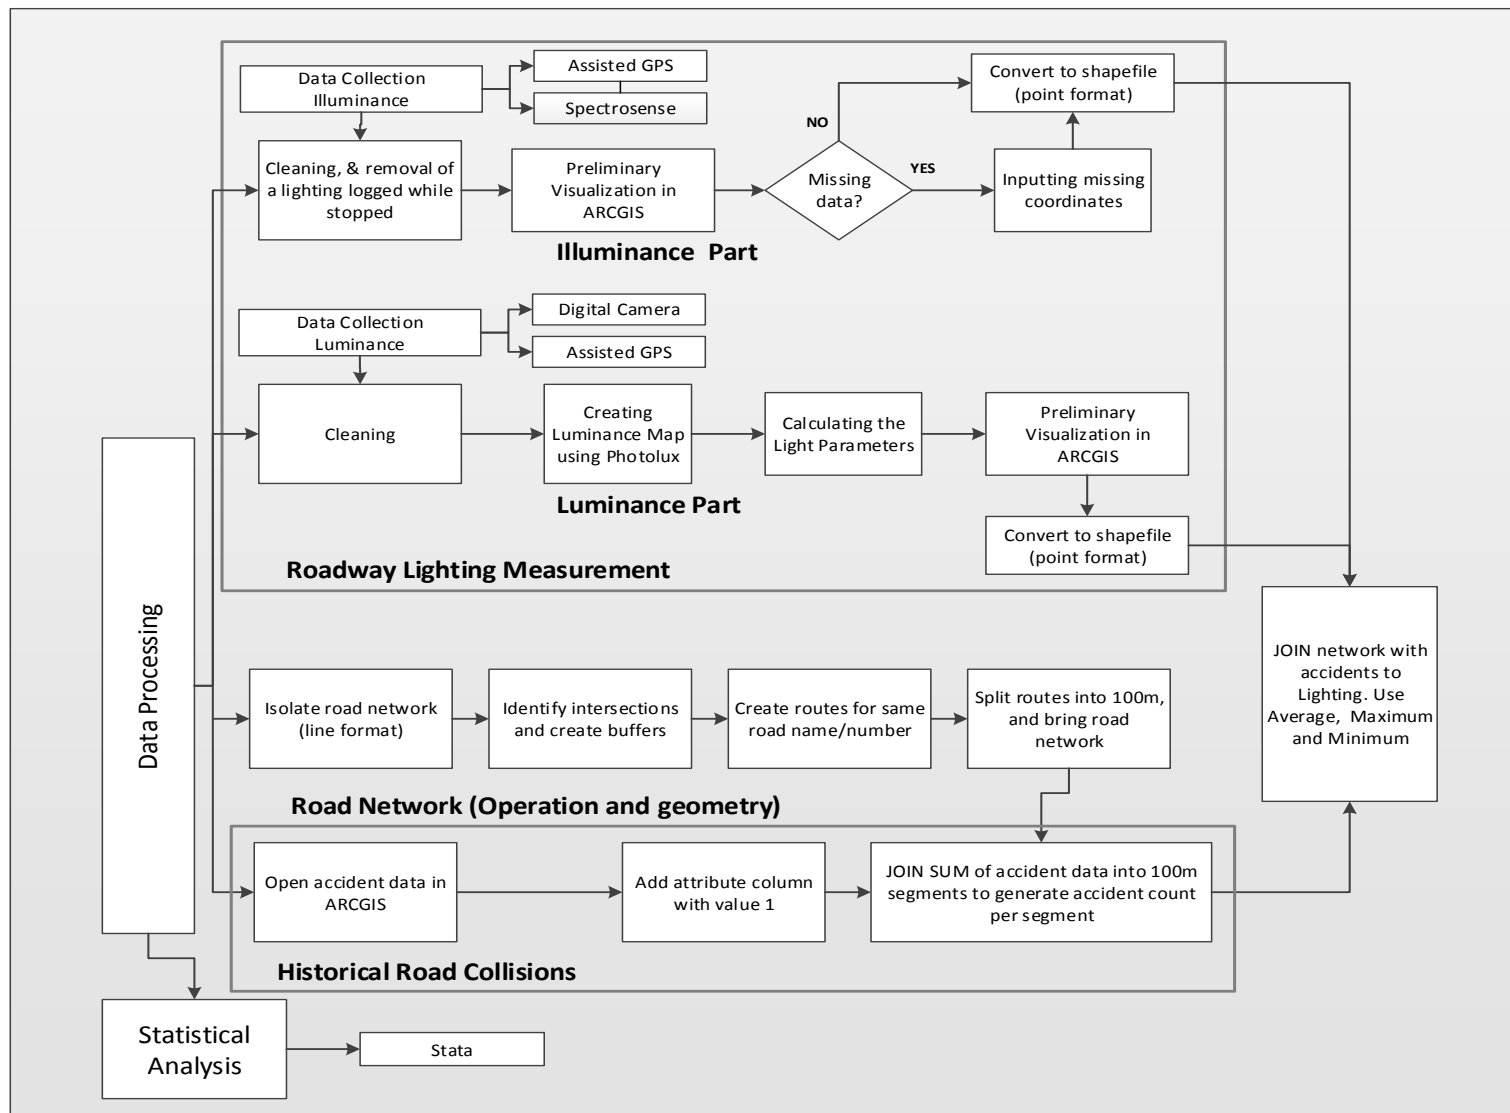 Data Collection
Illuminance
Assisted GPS
Spectrosense
Cleaning, & removal of
a lighting logged while
stopped
Preliminary
Visualization in
ARCGIS
Missing
data?
NO
YES
Convert to shapefile
(point format)
Inputting missing
coordinates
Illuminance Part
Data Collection
Luminance
Digital Camera
Assisted GPS
Cleaning
Creating
Luminance Map
using Photolux
Calculating the
Light Parameters
Preliminary
Visualization in
ARCGIS
Luminance Part
Convert to shapefile
(point format)
Roadway Lighting Measurement
Data Processing
Isolate road network
(line format)
Identify intersections
and create buffers
Create routes for same
road name/number
Split routes into 100m,
and bring road
network
JOIN network with
accidents to
Lighting. Use
Average, Maximum
and Minimum
Road Network (Operation and geometry)
Open accident data in
ARCGIS
Add attribute column
with value 1
JOIN SUM of accident data into 100m
segments to generate accident count
per segment
Historical Road Collisions
Statistical
Analysis
Stata